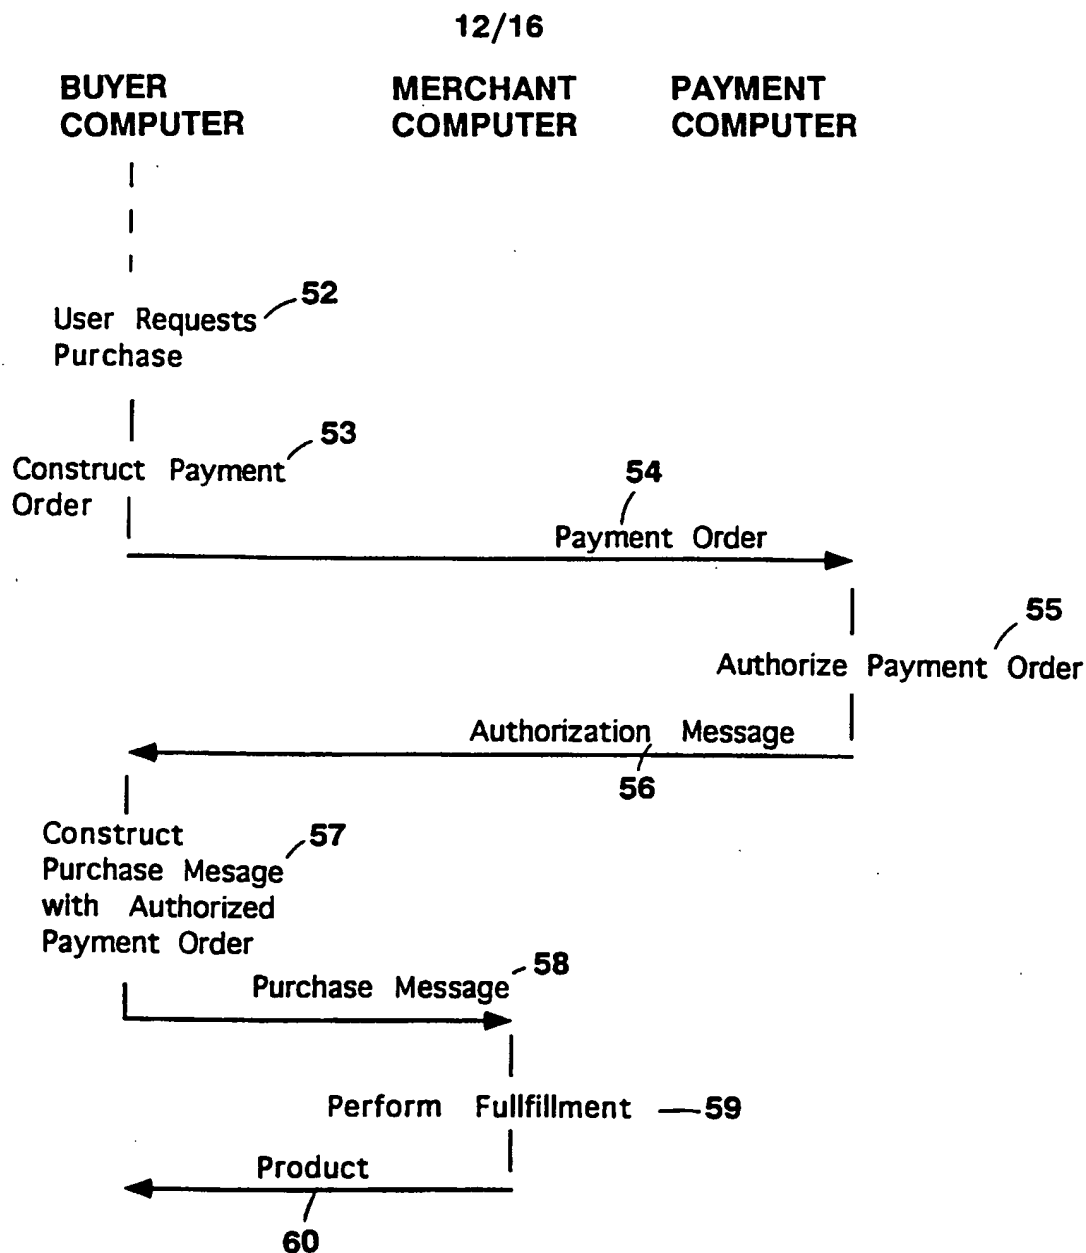 12/16
BUYER COMPUTER
MERCHANT COMPUTER
PAYMENT COMPUTER
52
User Requests
Purchase
53
Construct Payment
Order
54
Payment Order
55
Authorize Payment Order
Authorization Message
56
Construct
57
Purchase Mesage
with Authorized
Payment Order
58
Purchase Message
Perform Fullfillment
59
Product
60